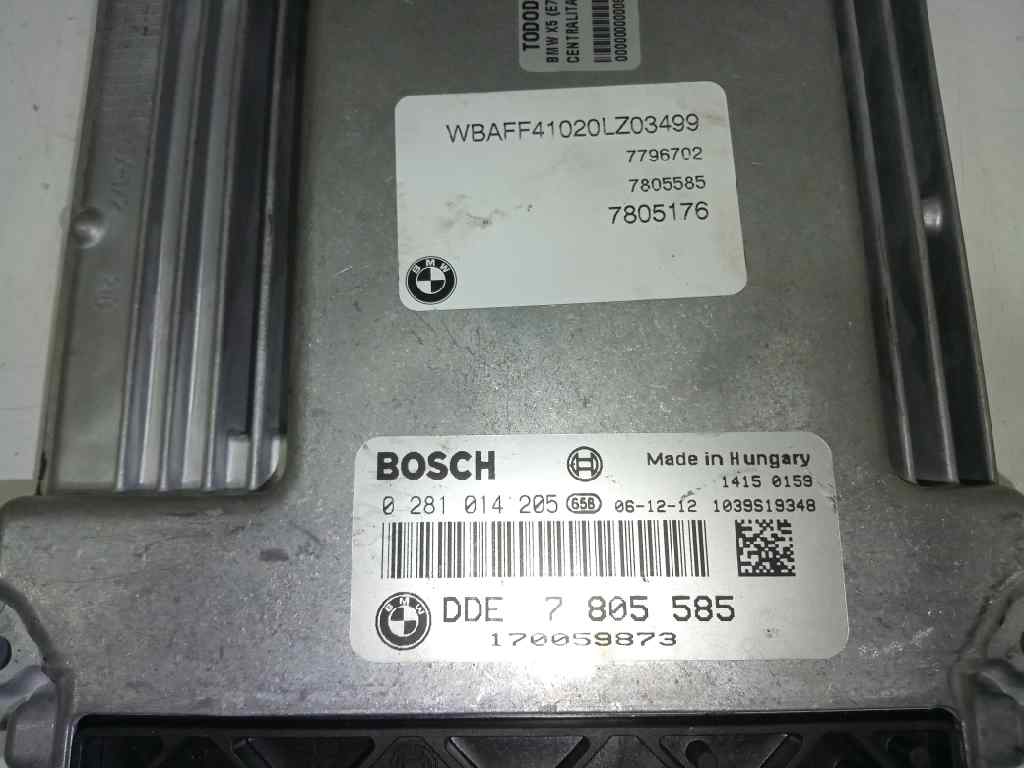 TODOD
BMW X5 (E7
CENTRALITA
WBAFF41020LZ03499
7796702
7805585
7805176
BMW
BOSCH
Made in Hungary
1415 0159
0 281 014 205 65B 06-12-12 1039S19348
BMW
DDE 7 805 585
170059873